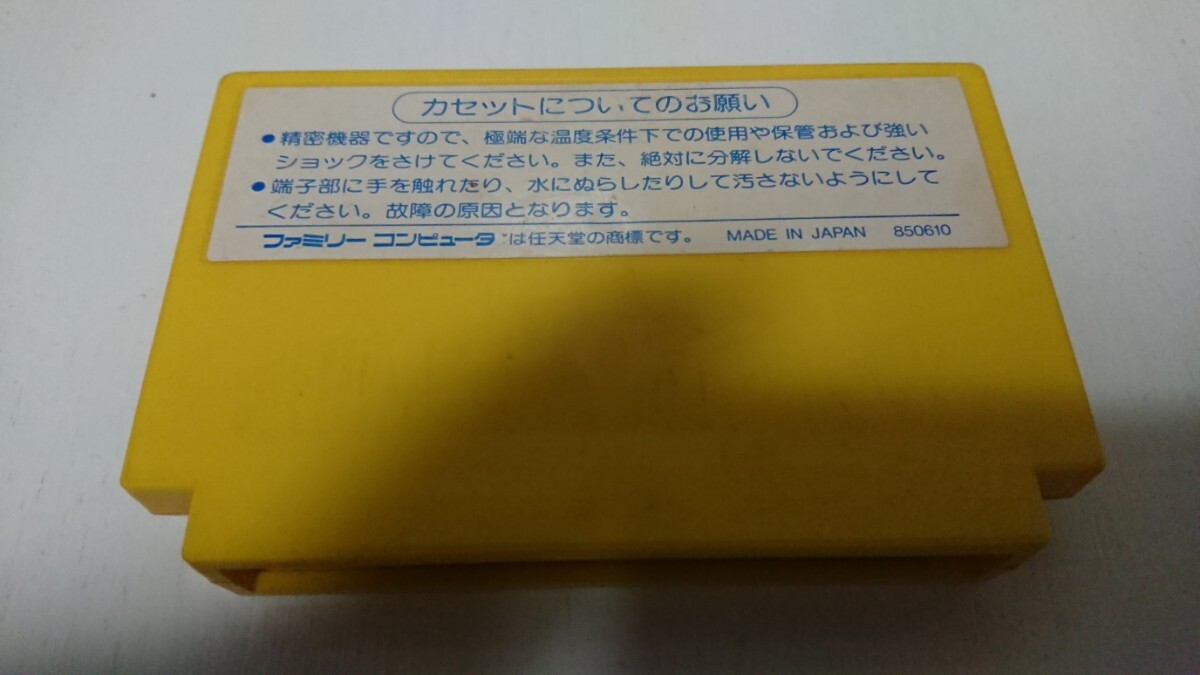 カセットについてのお願い
●精密機器ですので、極端な温度条件下での使用や保管および強い
ショックをさけてください。また、絶対に分解しないでください。
●端子部に手を触れたり、水にぬらしたりして汚さないようにして
ください。故障の原因となります。
ファミリー コンピュータ™は任天堂の商標です。 MADE IN JAPAN 850610